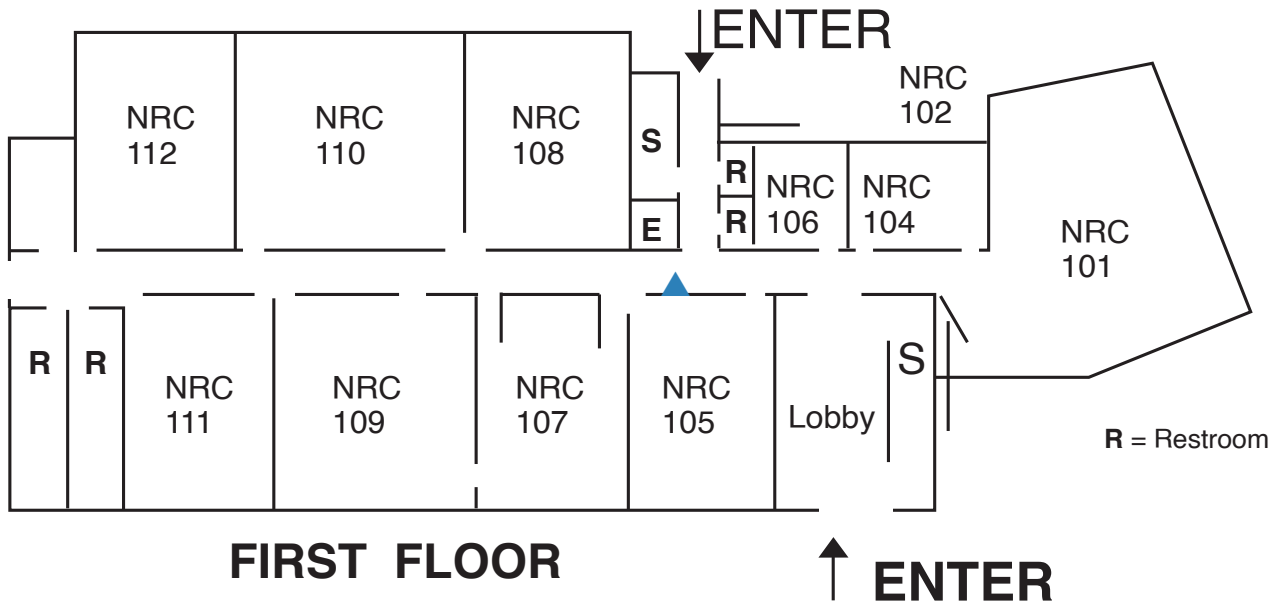 ENTER
NRC
102
NRC
112
NRC
110
NRC
108
S
R
NRC
106
NRC
104
E
R
NRC
101
R
R
NRC
111
NRC
109
NRC
107
NRC
105
Lobby
S
R = Restroom
FIRST FLOOR
ENTER